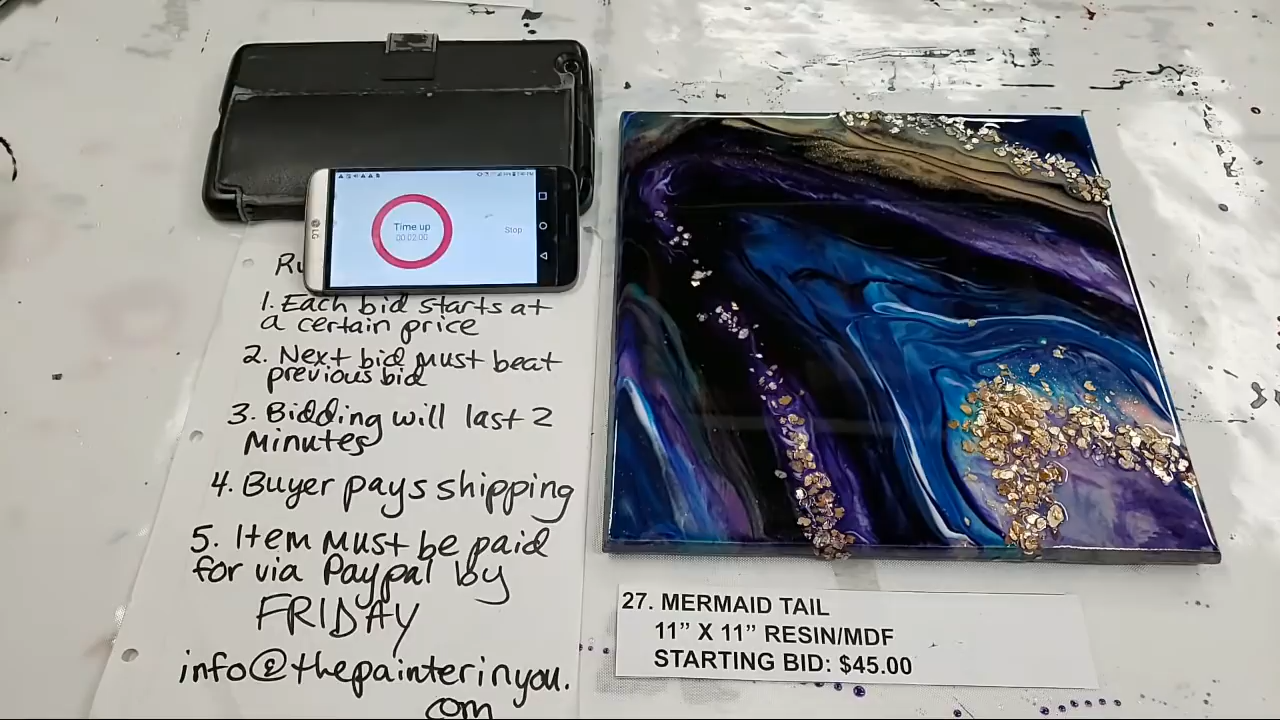 LG
Time up
00:02:00
Stop
1. Each bid starts at
a certain price
2. Next bid must beat
previous bid
3. Bidding will last 2
Minutes
4. Buyer pays shipping
5. Item must be paid
for via Paypal by
FRIDAY
info@thepainterinyou.
com
27. MERMAID TAIL
11” X 11” RESIN/MDF
STARTING BID: $45.00